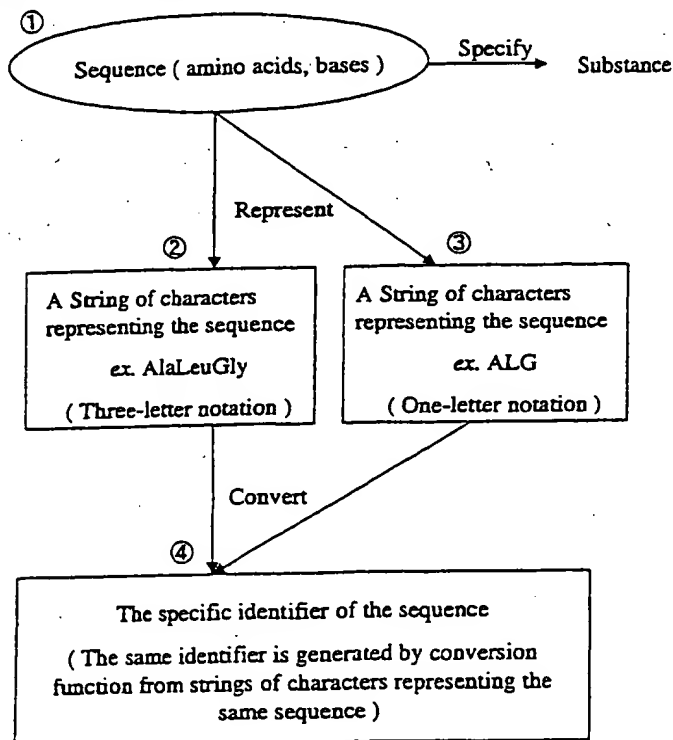 ①
Sequence ( amino acids, bases )
Specify
Substance
Represent
②
③
A String of characters
representing the sequence
ex. AlaLeuGly
( Three-letter notation )
A String of characters
representing the sequence
ex. ALG
( One-letter notation )
Convert
④
The specific identifier of the sequence
( The same identifier is generated by conversion
function from strings of characters representing the
same sequence )